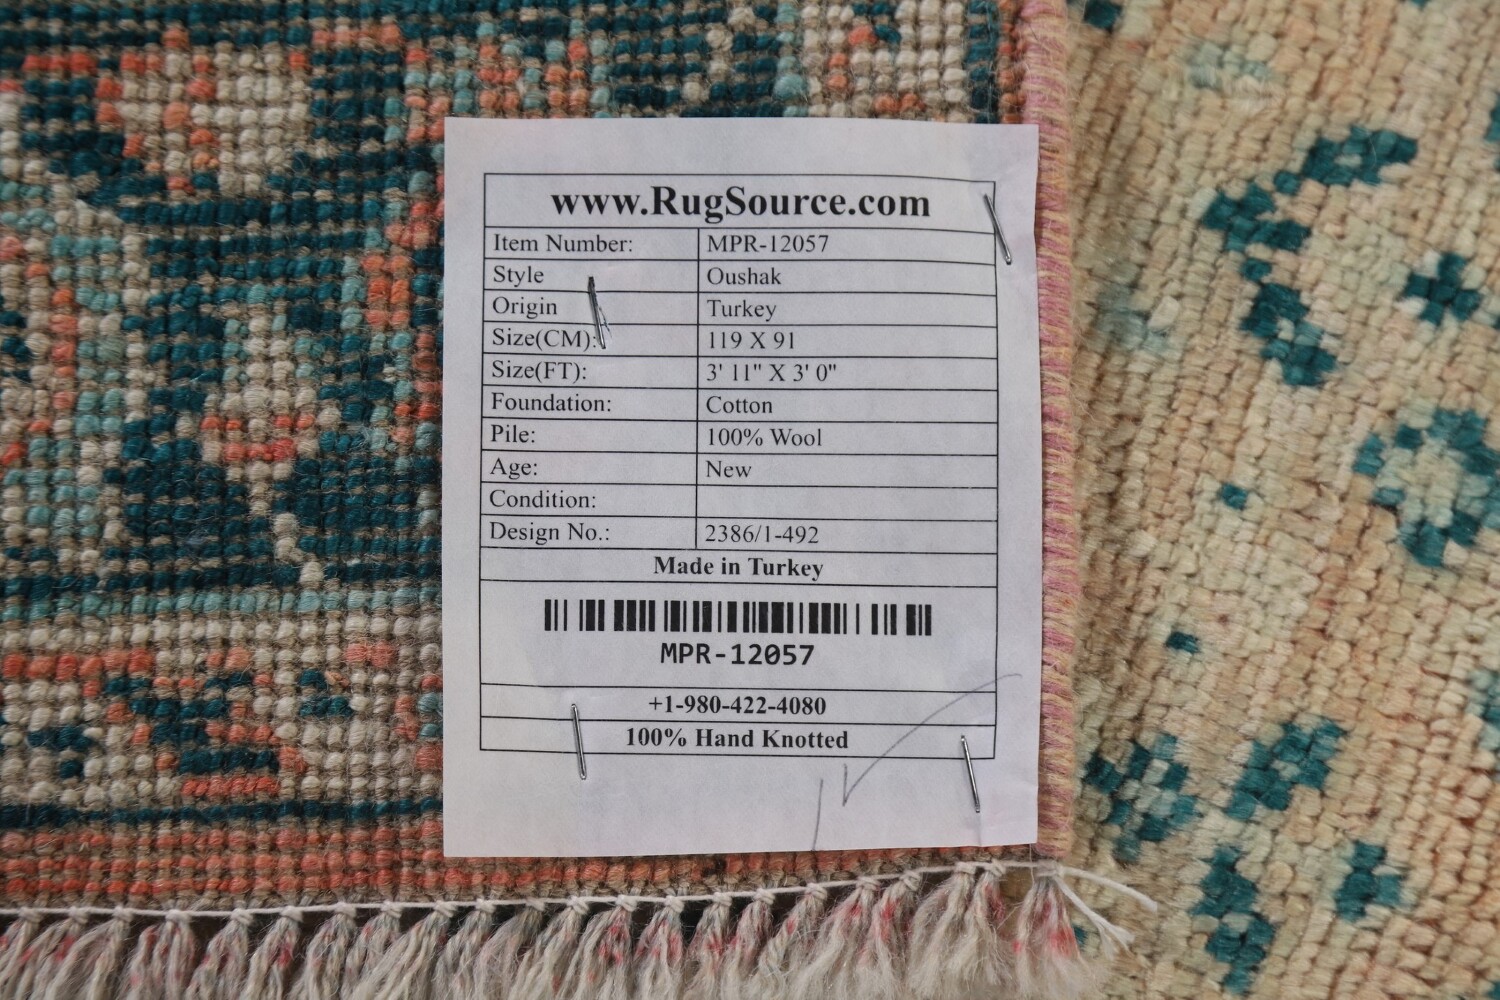 www.RugSource.com
Item Number: MPR-12057
Style Oushak
Origin Turkey
Size(CM): 119 X 91
Size(FT): 3' 11" X 3' 0"
Foundation: Cotton
Pile: 100% Wool
Age: New
Condition:
Design No.: 2386/1-492
Made in Turkey
MPR-12057
+1-980-422-4080
100% Hand Knotted